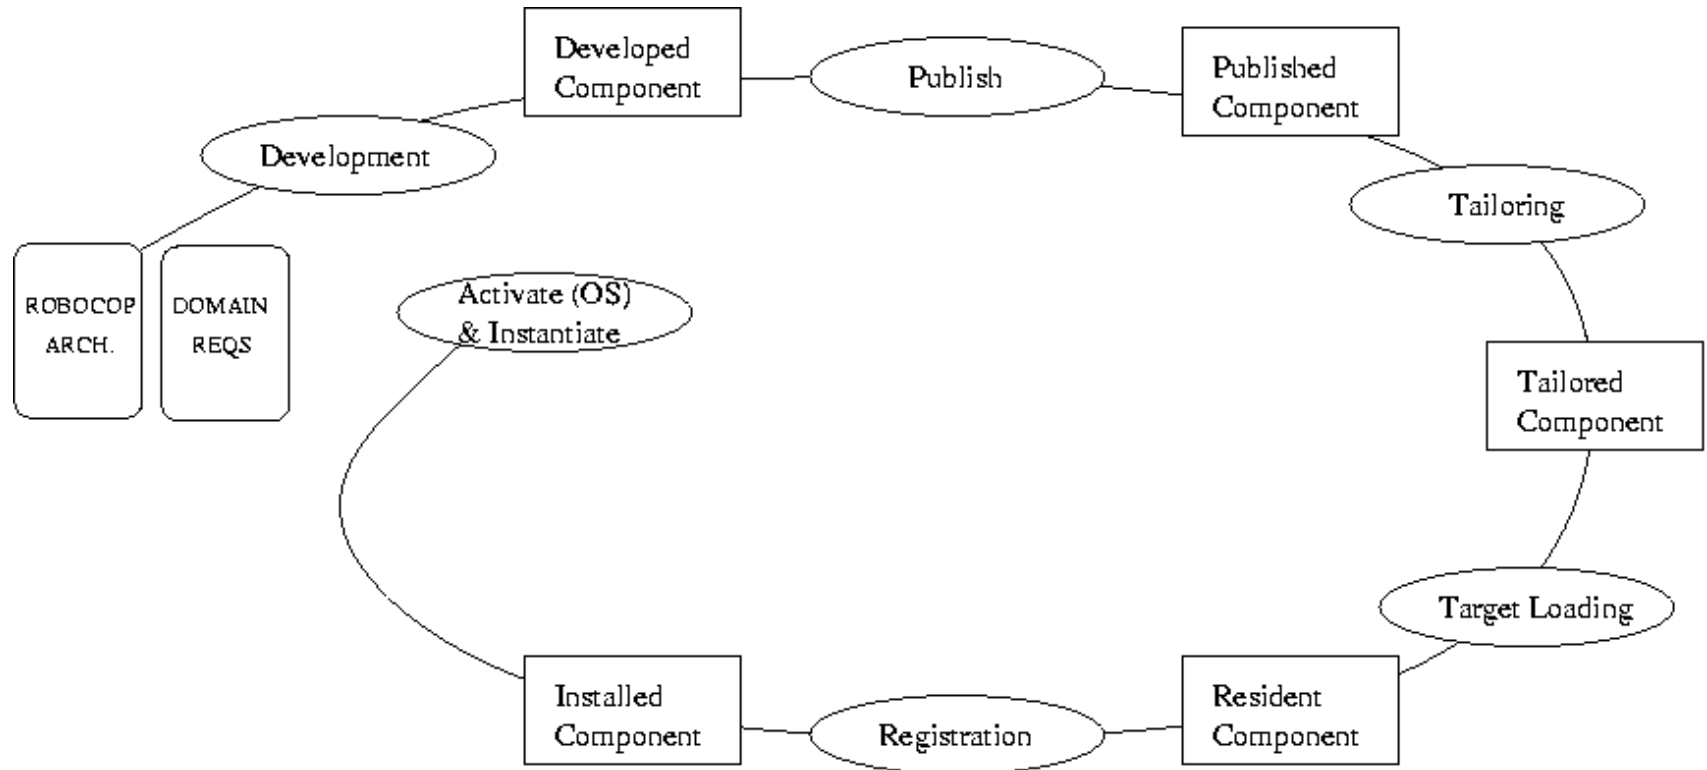 Developed
Component
Publish
Published
Component
Development
Tailoring
ROBOCOP
ARCH.
DOMAIN
REQS
Activate (OS)
& Instantiate
Tailored
Component
Target Loading
Installed
Component
Registration
Resident
Component